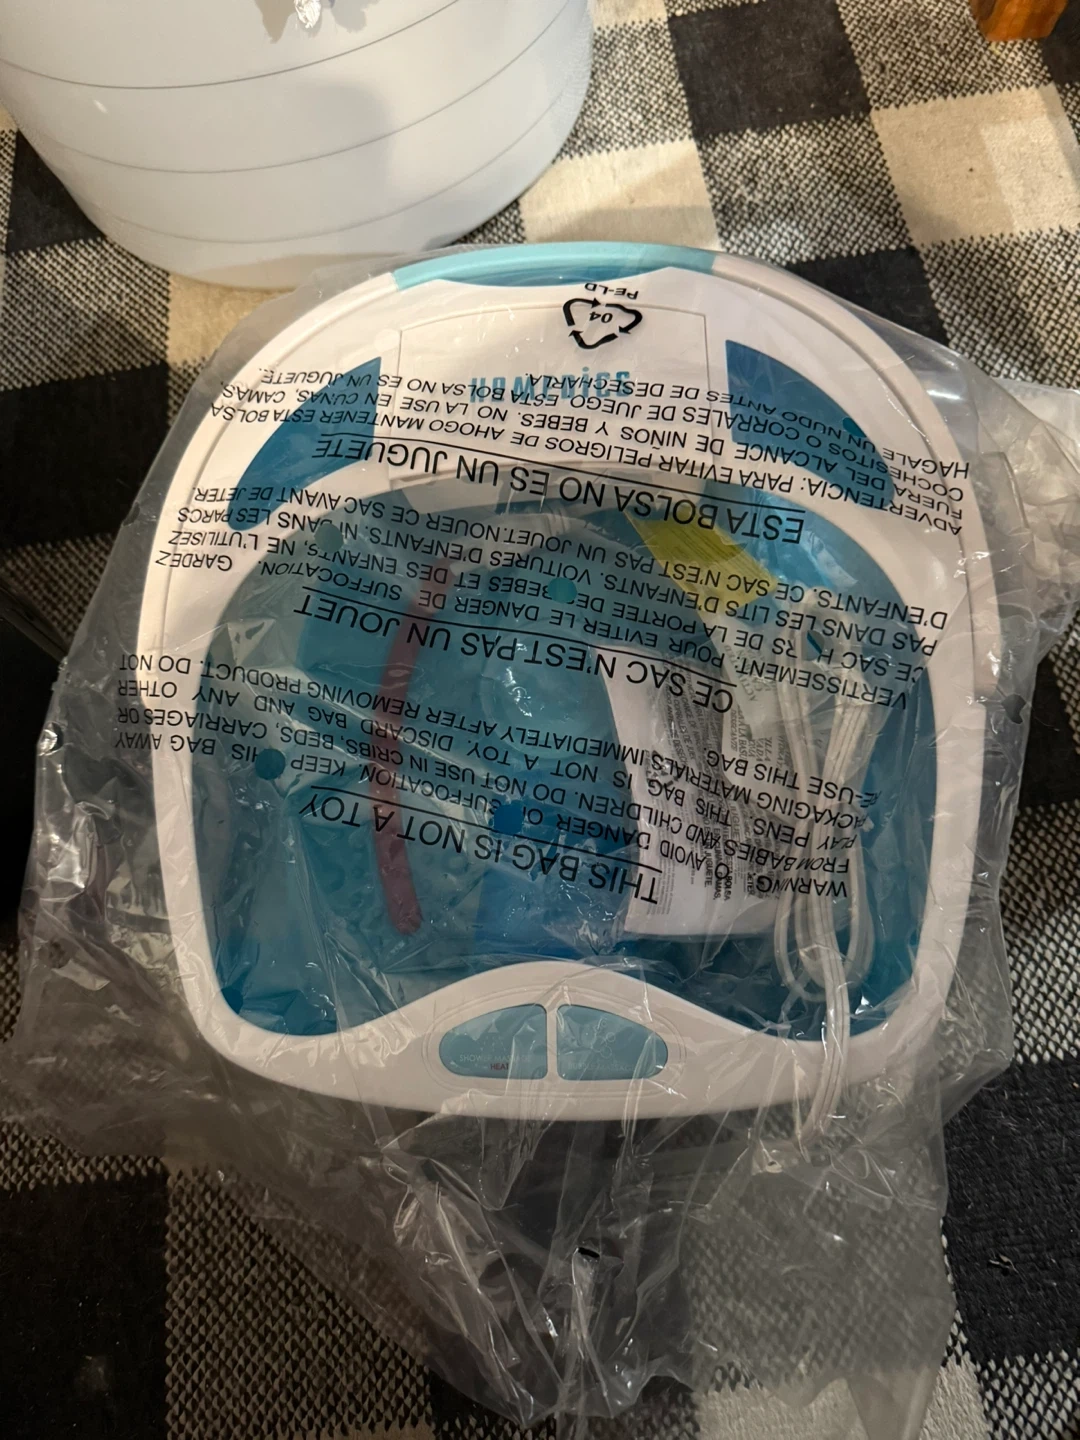 THIS BAG IS NOT A TOY
WARNING: AVOID DANGER OF SUFFOCATION, KEEP THIS BAG AWAY
FROM BABIES AND CHILDREN. DO NOT USE IN CRIBS, BEDS, CARRIAGES OR
PLAY PENS. THIS BAG IS NOT A TOY. DISCARD BAG AND ANY OTHER
PACKAGING MATERIALS IMMEDIATELY AFTER REMOVING PRODUCT. DO NOT
RE-USE THIS BAG.
CE SAC N'EST PAS UN JOUET
VERTISSEMENT: POUR EVITER LE DANGER DE SUFFOCATION. GARDEZ
CE SAC HORS DE LA PORTEE DES BEBES ET DES ENFANTS, NE L'UTILISEZ
PAS DANS LES LITS D'ENFANTS. VOITURES D'ENFANTS. NI DANS LES PARCS
D'ENFANTS. CE SAC N'EST PAS UN JOUT.NOUER CE SAC AVANT DE JETER.
ESTA BOLSA NO ES UN JUGUETE
ADVERTENCIA: PARA EVITAR PELIGROS DE AHOGO MANTENER ESTA BOLSA
FUERA DEL ALCANCE DE NIÑOS Y BEBES. NO LA USE EN CUNAS, CAMAS,
COCHESITOS O CORRALES DE JUEGO. ESTA BOLSA NO ES UN JUGUETE.
HAGALE UN NUDO ANTES DE DESECHARLA.
HOMEDICS
04
PE-LD
SHOWER MASSAGE
HEAT